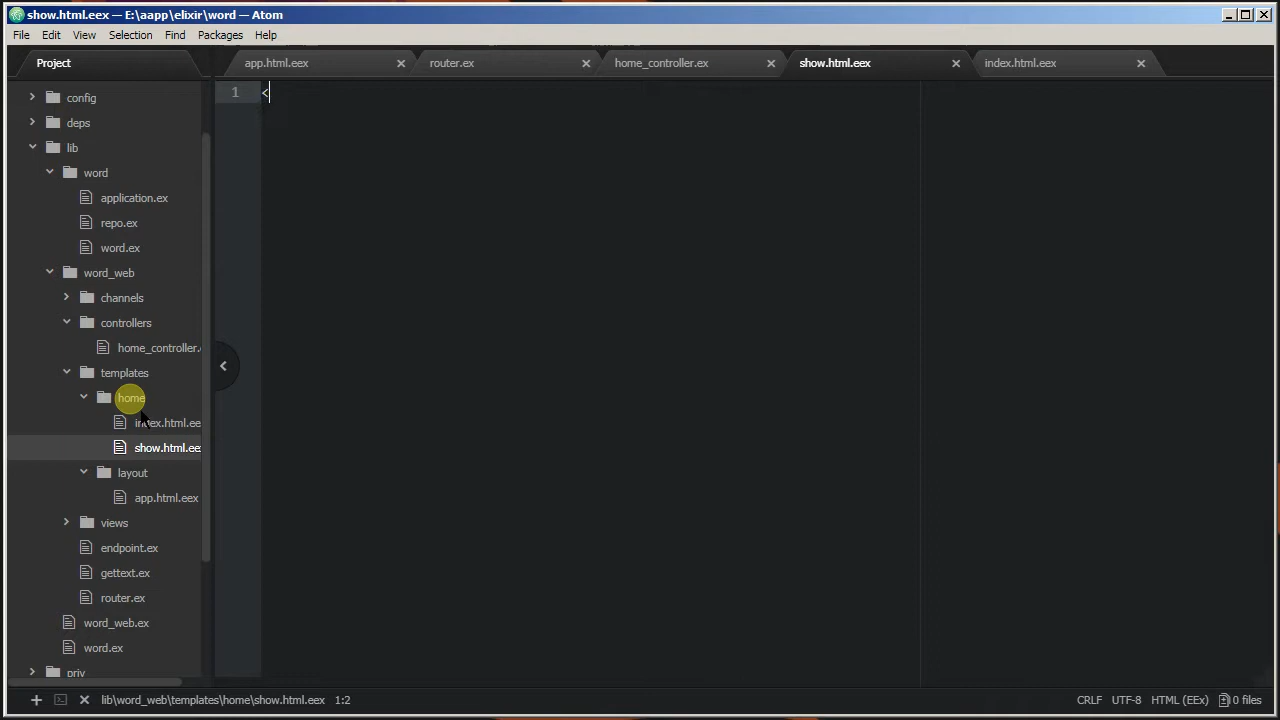 show.html.eex — E:\aapp\elixir\word — Atom
File Edit View Selection Find Packages Help
Project
app.html.eex router.ex home_controller.ex show.html.eex index.html.eex
config
deps
lib
word
application.ex
repo.ex
word.ex
word_web
channels
controllers
home_controller.
templates
home
index.html.ee
show.html.ee
layout
app.html.eex
views
endpoint.ex
gettext.ex
router.ex
word_web.ex
word.ex
priv
1 <
lib\word_web\templates\home\show.html.eex 1:2 CRLF UTF-8 HTML (EEx) 0 files